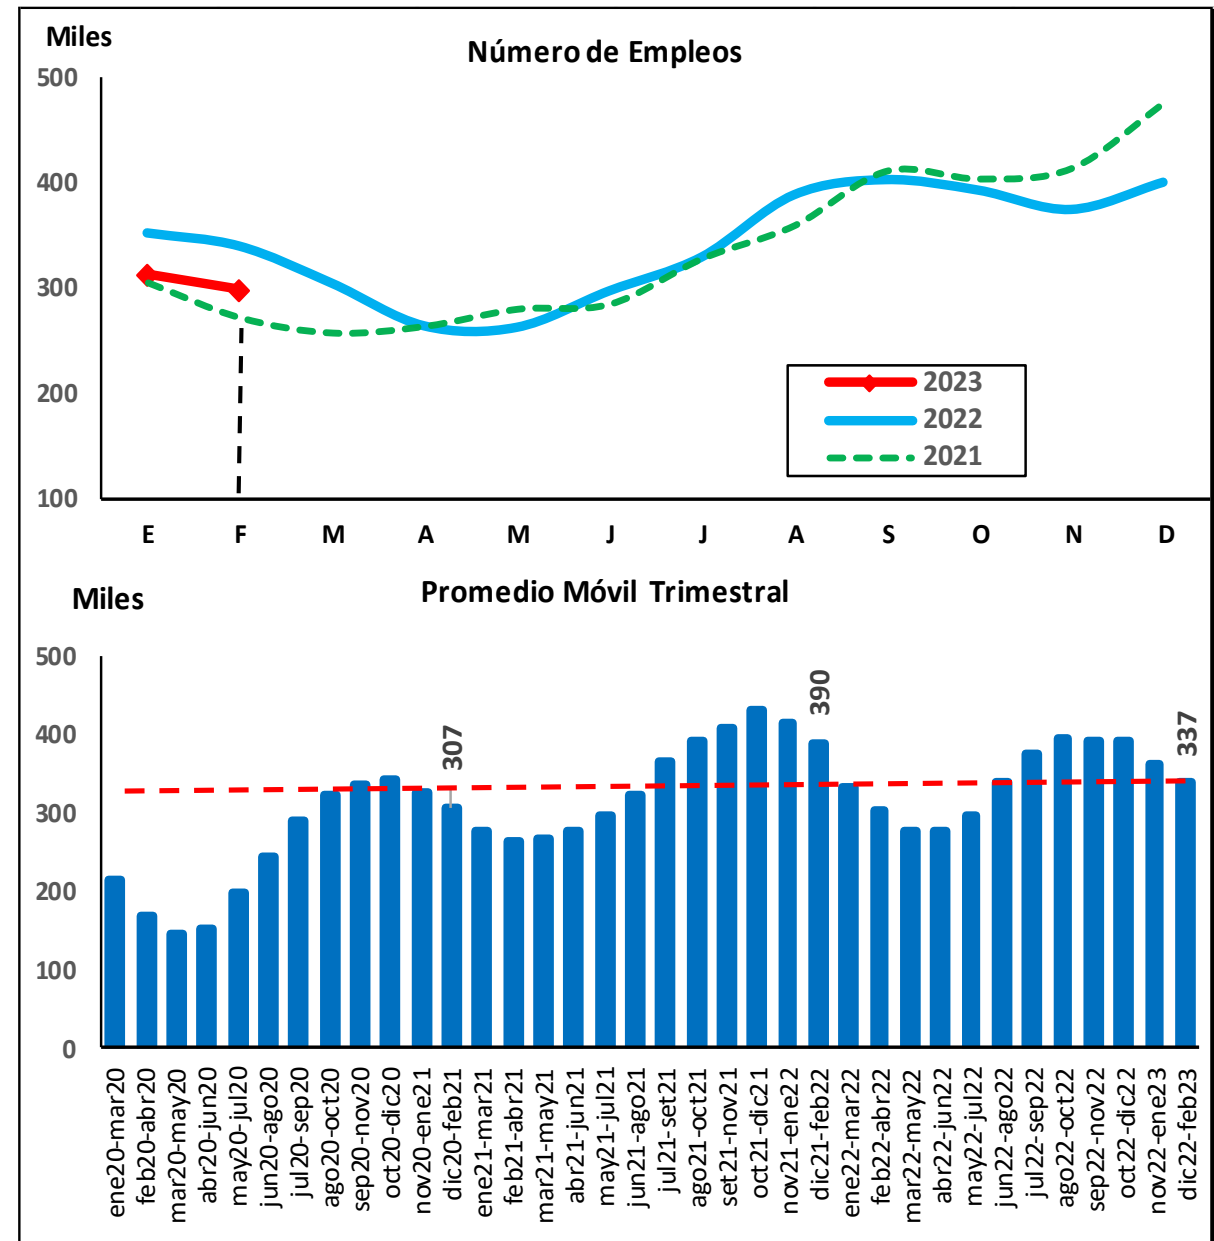 Miles
Número de Empleos
500
400
300
200
100
2023
2022
2021
E F M A M J J A S O N D
Miles
Promedio Móvil Trimestral
500
400
300
200
100
0
307
390
337
ene20-mar20
feb20-abr20
mar20-may20
abr20-jun20
may20-jul20
jun20-ago20
jul20-sep20
ago20-oct20
sep20-nov20
oct20-dic20
nov20-ene21
dic20-feb21
ene21-mar21
feb21-abr21
mar21-may21
abr21-jun21
may21-jul21
jun21-ago21
jul21-set21
ago21-oct21
set21-nov21
oct21-dic21
nov21-ene22
dic21-feb22
ene22-mar22
feb22-abr22
mar22-may22
abr22-jun22
may22-jul22
jun22-ago22
jul22-sep22
ago22-oct22
sep22-nov22
oct22-dic22
nov22-ene23
dic22-feb23